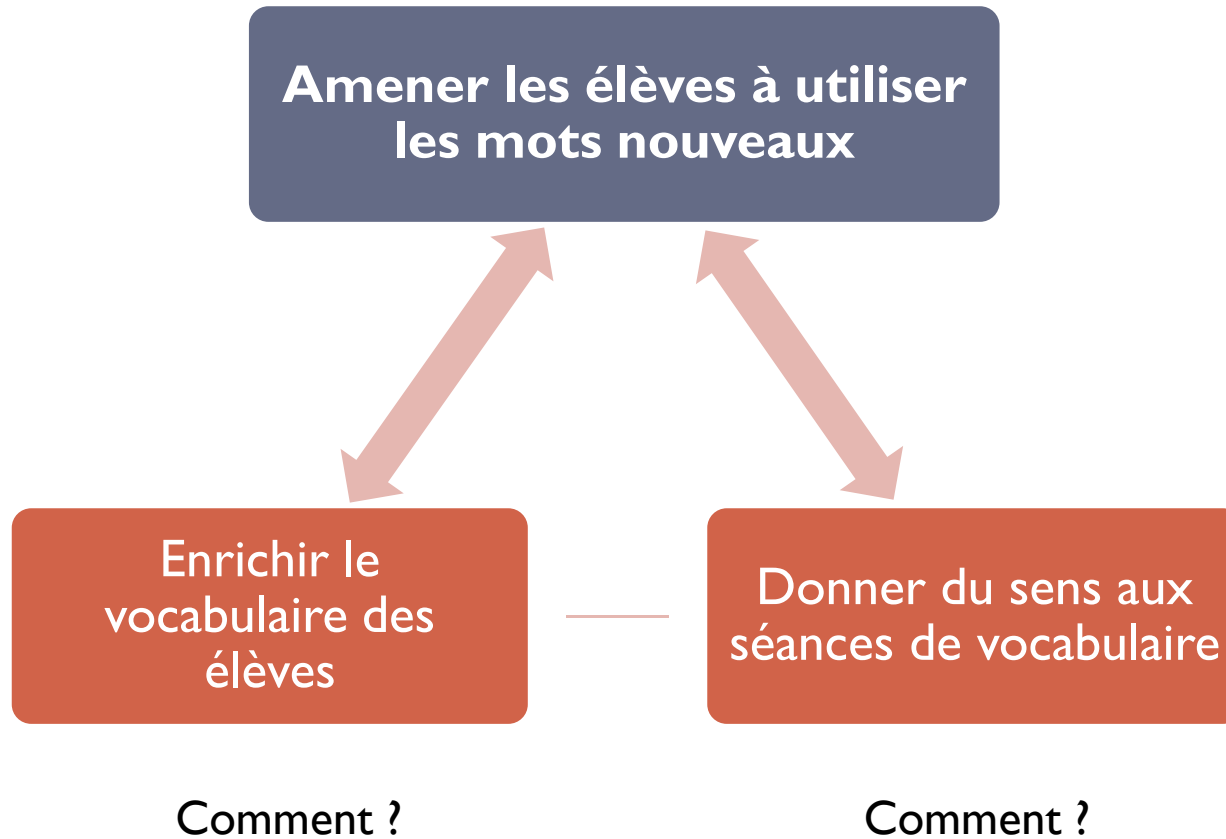 Amener les élèves à utiliser
les mots nouveaux
Enrichir le
vocabulaire des
élèves
Donner du sens aux
séances de vocabulaire
Comment ?
Comment ?